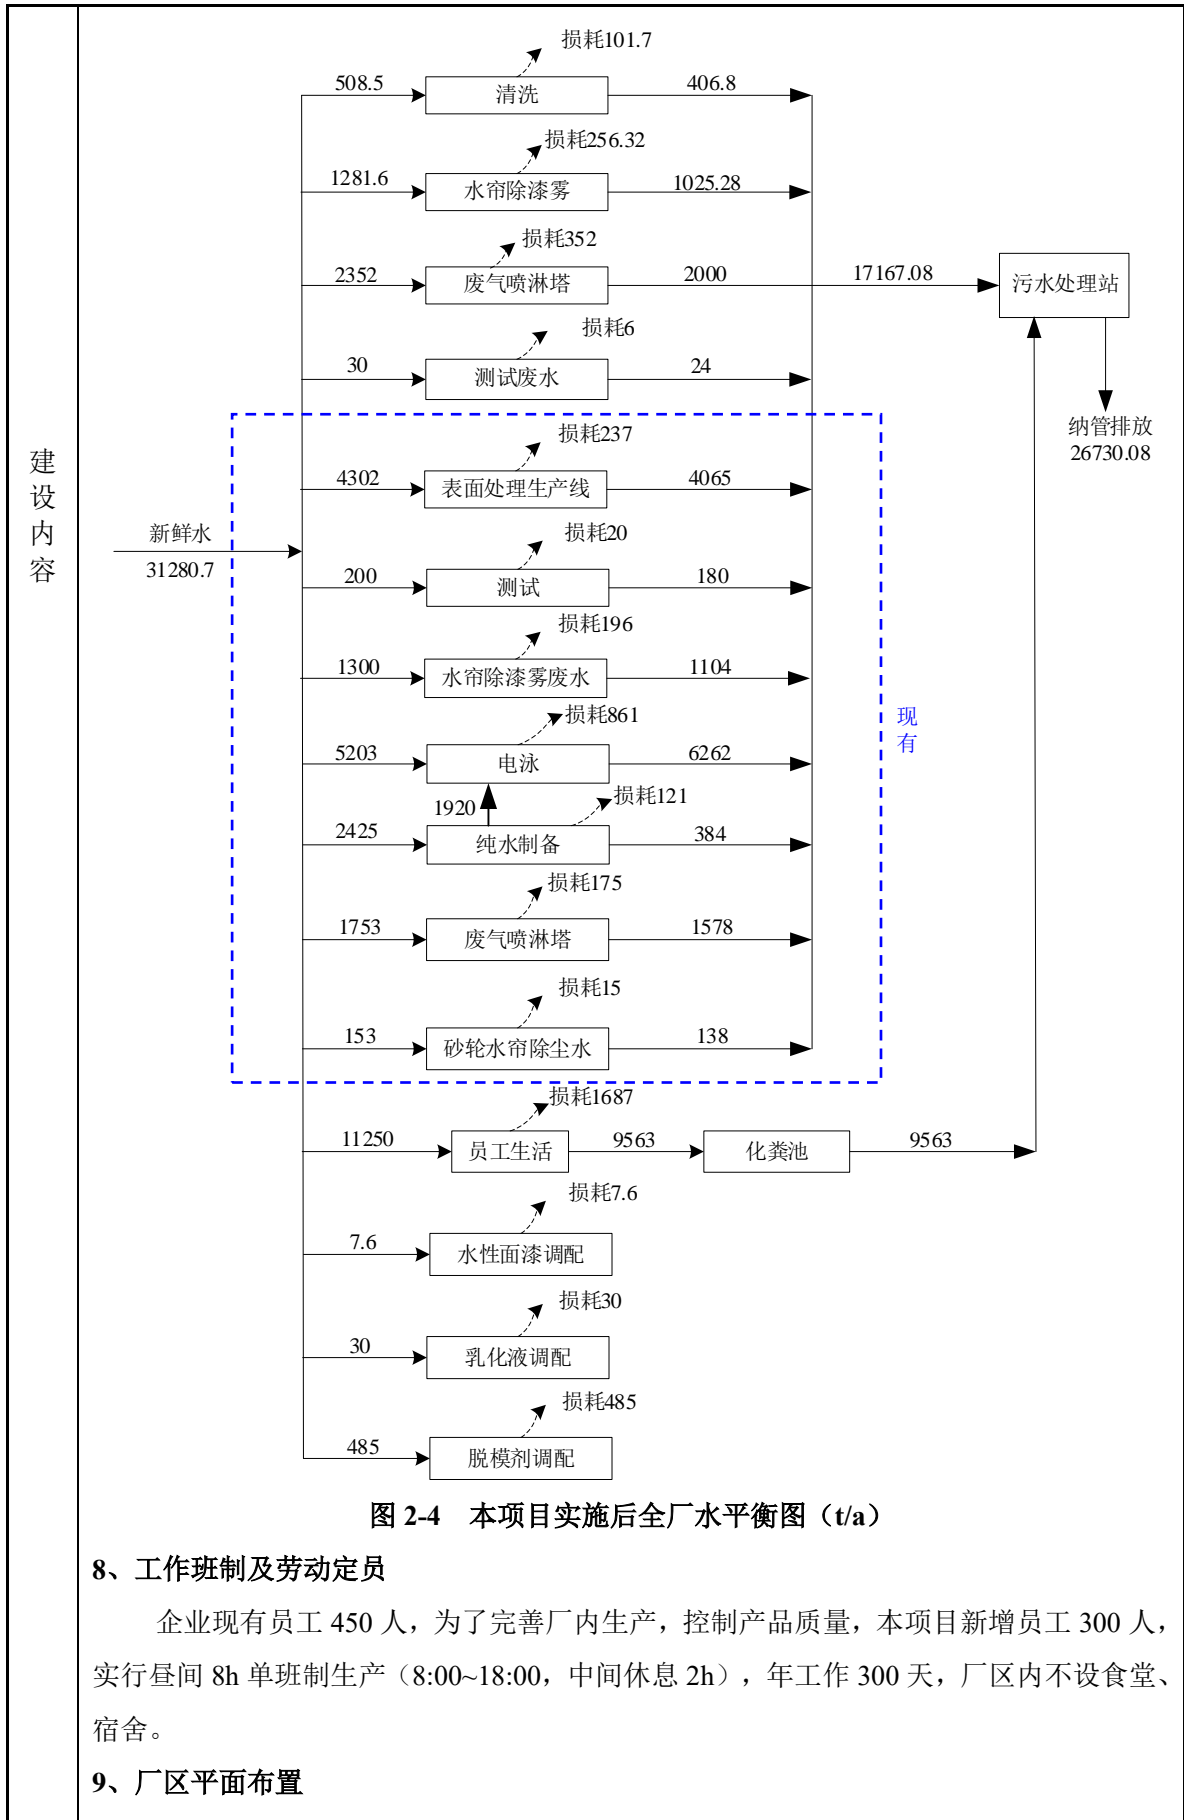 损耗101.7
508.5
清洗
406.8
损耗256.32
1281.6
水帘除漆雾
1025.28
损耗352
2352
废气喷淋塔
2000
17167.08
污水处理站
损耗6
30
测试废水
24
纳管排放
26730.08
损耗237
4302
表面处理生产线
4065
建设内容
新鲜水
31280.7
损耗20
200
测试
180
损耗196
1300
水帘除漆雾废水
1104
现有
损耗861
5203
电泳
6262
1920
损耗121
2425
纯水制备
384
损耗175
1753
废气喷淋塔
1578
损耗15
153
砂轮水帘除尘水
138
损耗1687
11250
员工生活
9563
化粪池
9563
损耗7.6
7.6
水性面漆调配
损耗30
30
乳化液调配
损耗485
485
脱模剂调配
图 2-4 本项目实施后全厂水平衡图（t/a）
8、工作班制及劳动定员
企业现有员工 450 人，为了完善厂内生产，控制产品质量，本项目新增员工 300 人，
实行昼间 8h 单班制生产（8:00~18:00，中间休息 2h），年工作 300 天，厂区内不设食堂、
宿舍。
9、厂区平面布置